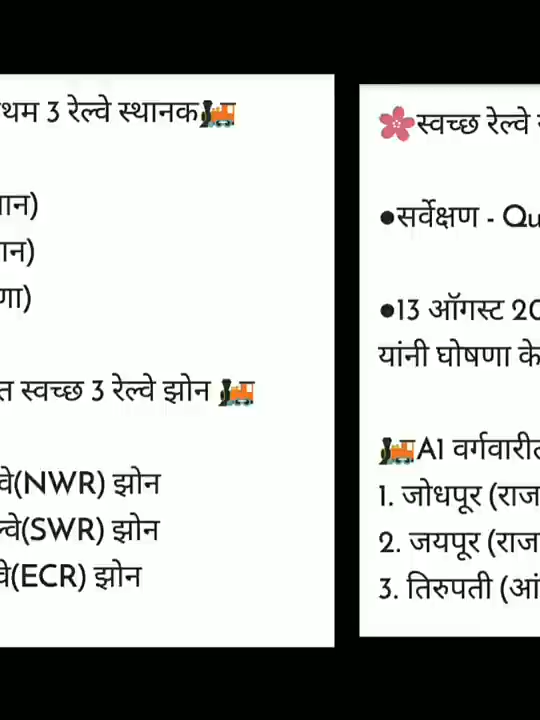 थम 3 रेल्वे स्थानक🚂
ान)
ान)
णा)
त स्वच्छ 3 रेल्वे झोन 🚂
वे(NWR) झोन
ल्वे(SWR) झोन
वे(ECR) झोन
🌸स्वच्छ रेल्वे
●सर्वेक्षण - Qu
●13 ऑगस्ट 20
यांनी घोषणा के
🚂A1 वर्गवारीत
1. जोधपूर (राज
2. जयपूर (राज
3. तिरुपती (आं